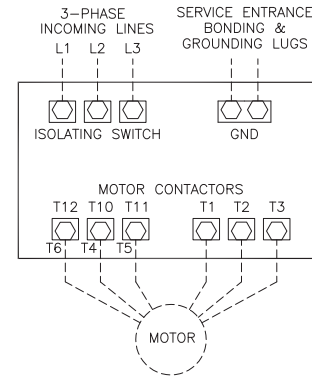 3-PHASE
INCOMING LINES
L1 L2 L3
SERVICE ENTRANCE
BONDING &
GROUNDING LUGS
ISOLATING SWITCH
GND
MOTOR CONTACTORS
T12 T10 T11 T1 T2 T3
T6 T4 T5
MOTOR